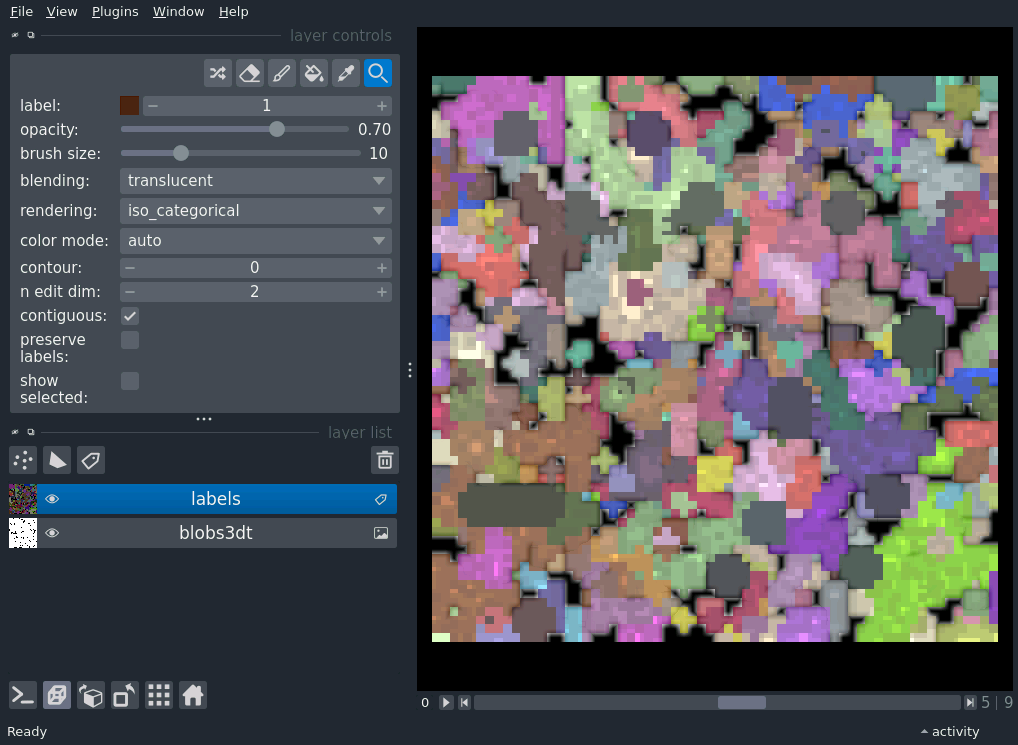 File View Plugins Window Help
layer controls
label: 1
opacity: 0.70
brush size: 10
blending: translucent
rendering: iso_categorical
color mode: auto
contour: 0
n edit dim: 2
contiguous:
preserve
labels:
show
selected:
layer list
labels
blobs3dt
0 5 | 9
Ready activity